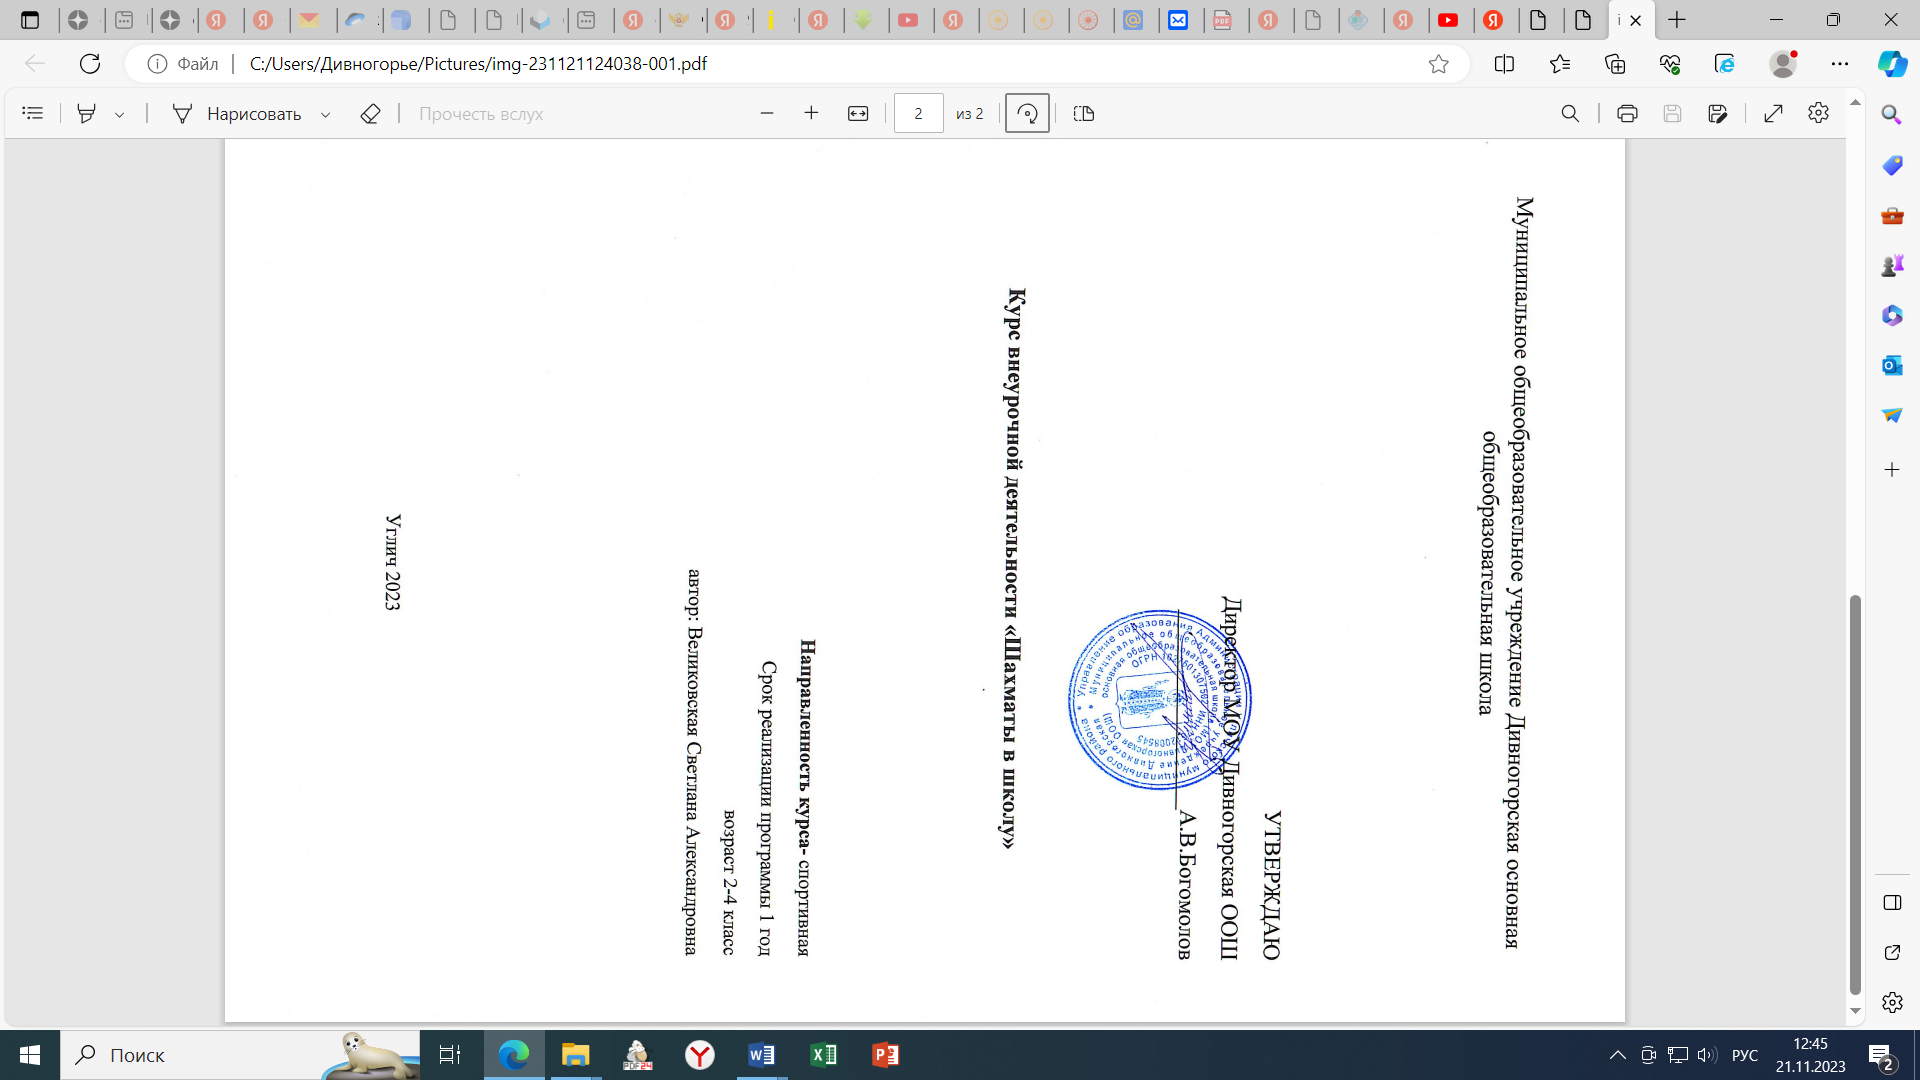 Файл
C:/Users/Дивногорье/Pictures/img-231121124038-001.pdf
Нарисовать
Прочесть вслух
2
из 2
Муниципальное общеобразовательное учреждение Дивногорская основная
общеобразовательная школа
УТВЕРЖДАЮ
Директор МОУ Дивногорская ООШ
А.В.Богомолов
Курс внеурочной деятельности «Шахматы в школу»
Направленность курса- спортивная
Срок реализации программы 1 год
возраст 2-4 класс
автор: Великовская Светлана Александровна
Углич 2023
Поиск
РУС
12:45
21.11.2023
2